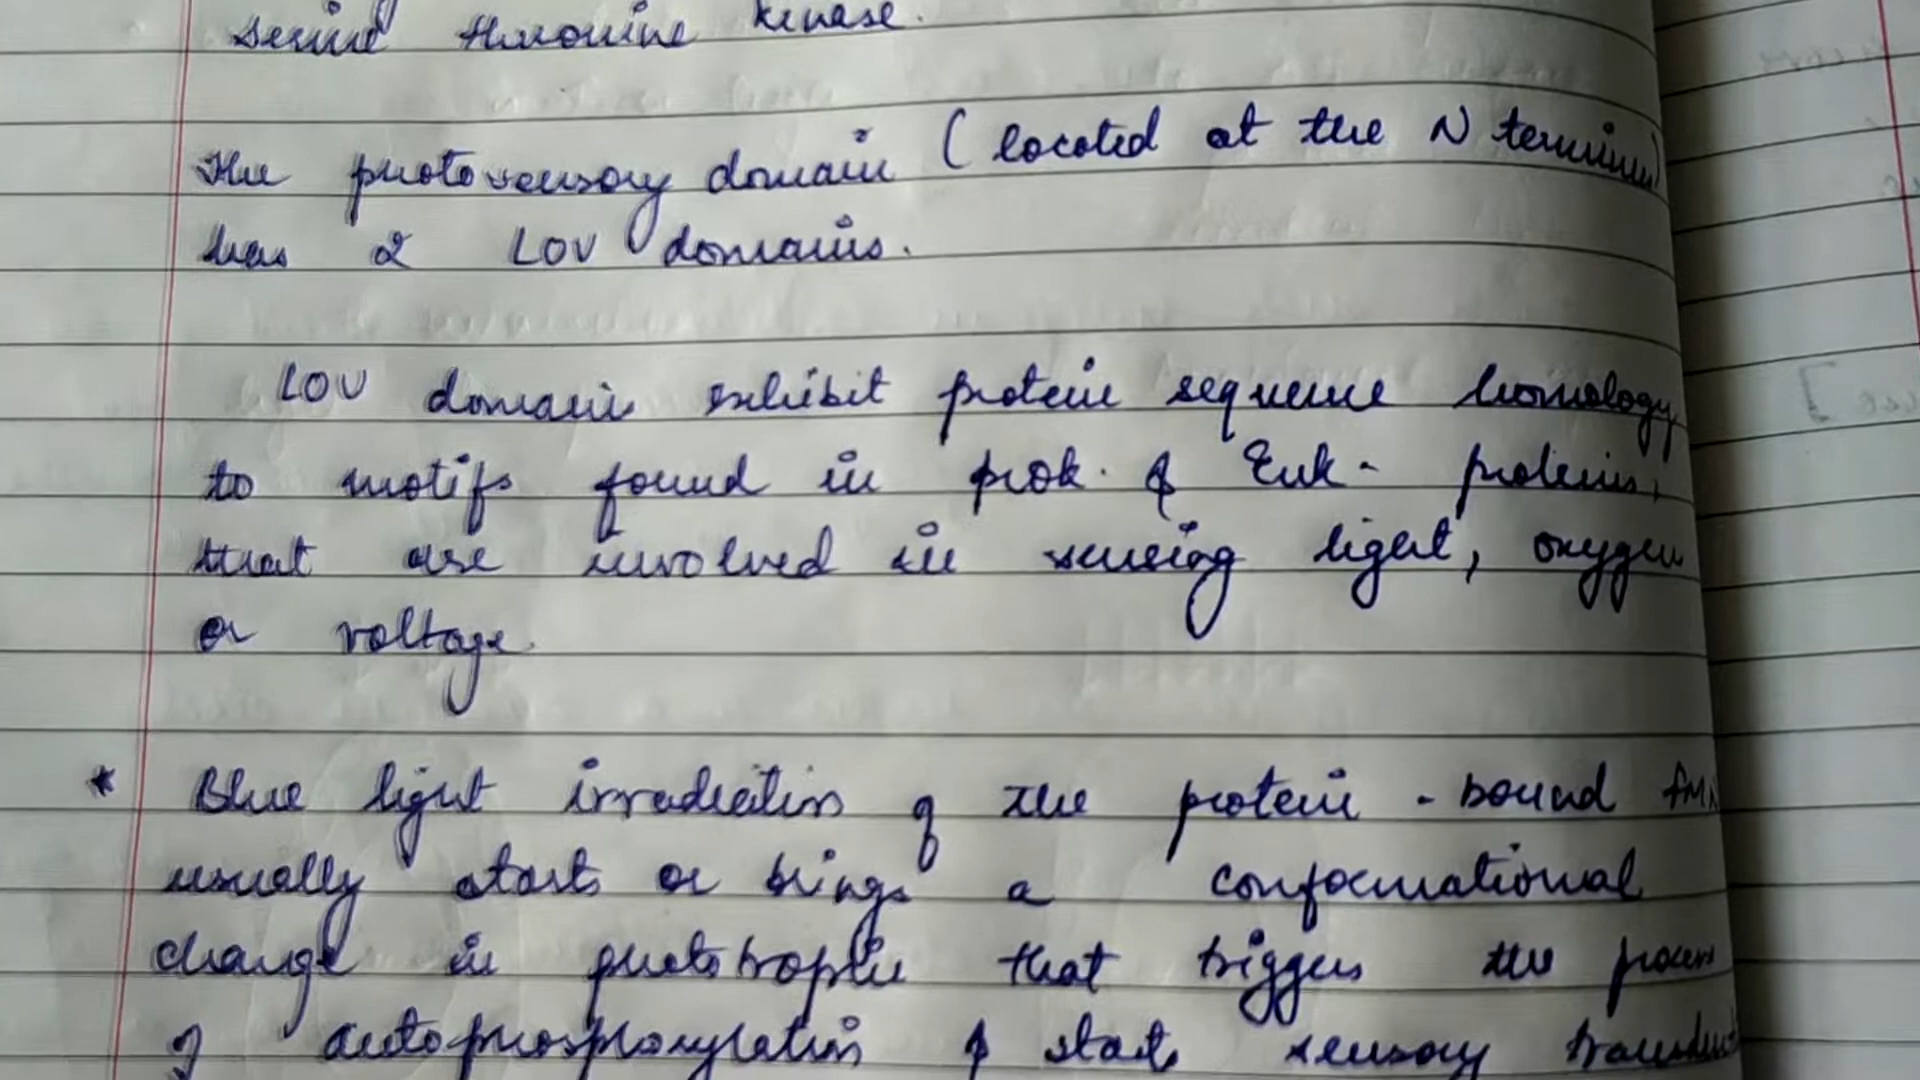 serine threonine kinase.
The photosensory domain (located at the N terminus)
has 2 LOV domains.
LOV domain exhibit protein sequence homology
to motifs found in prok. & Euk. proteins,
that are involved in sensing light, oxygen
or voltage.
* Blue light irradiation of the protein - bound FMN
usually starts or brings a conformational
change in phototropin that triggers the process
of autophosphorylation & starts sensory